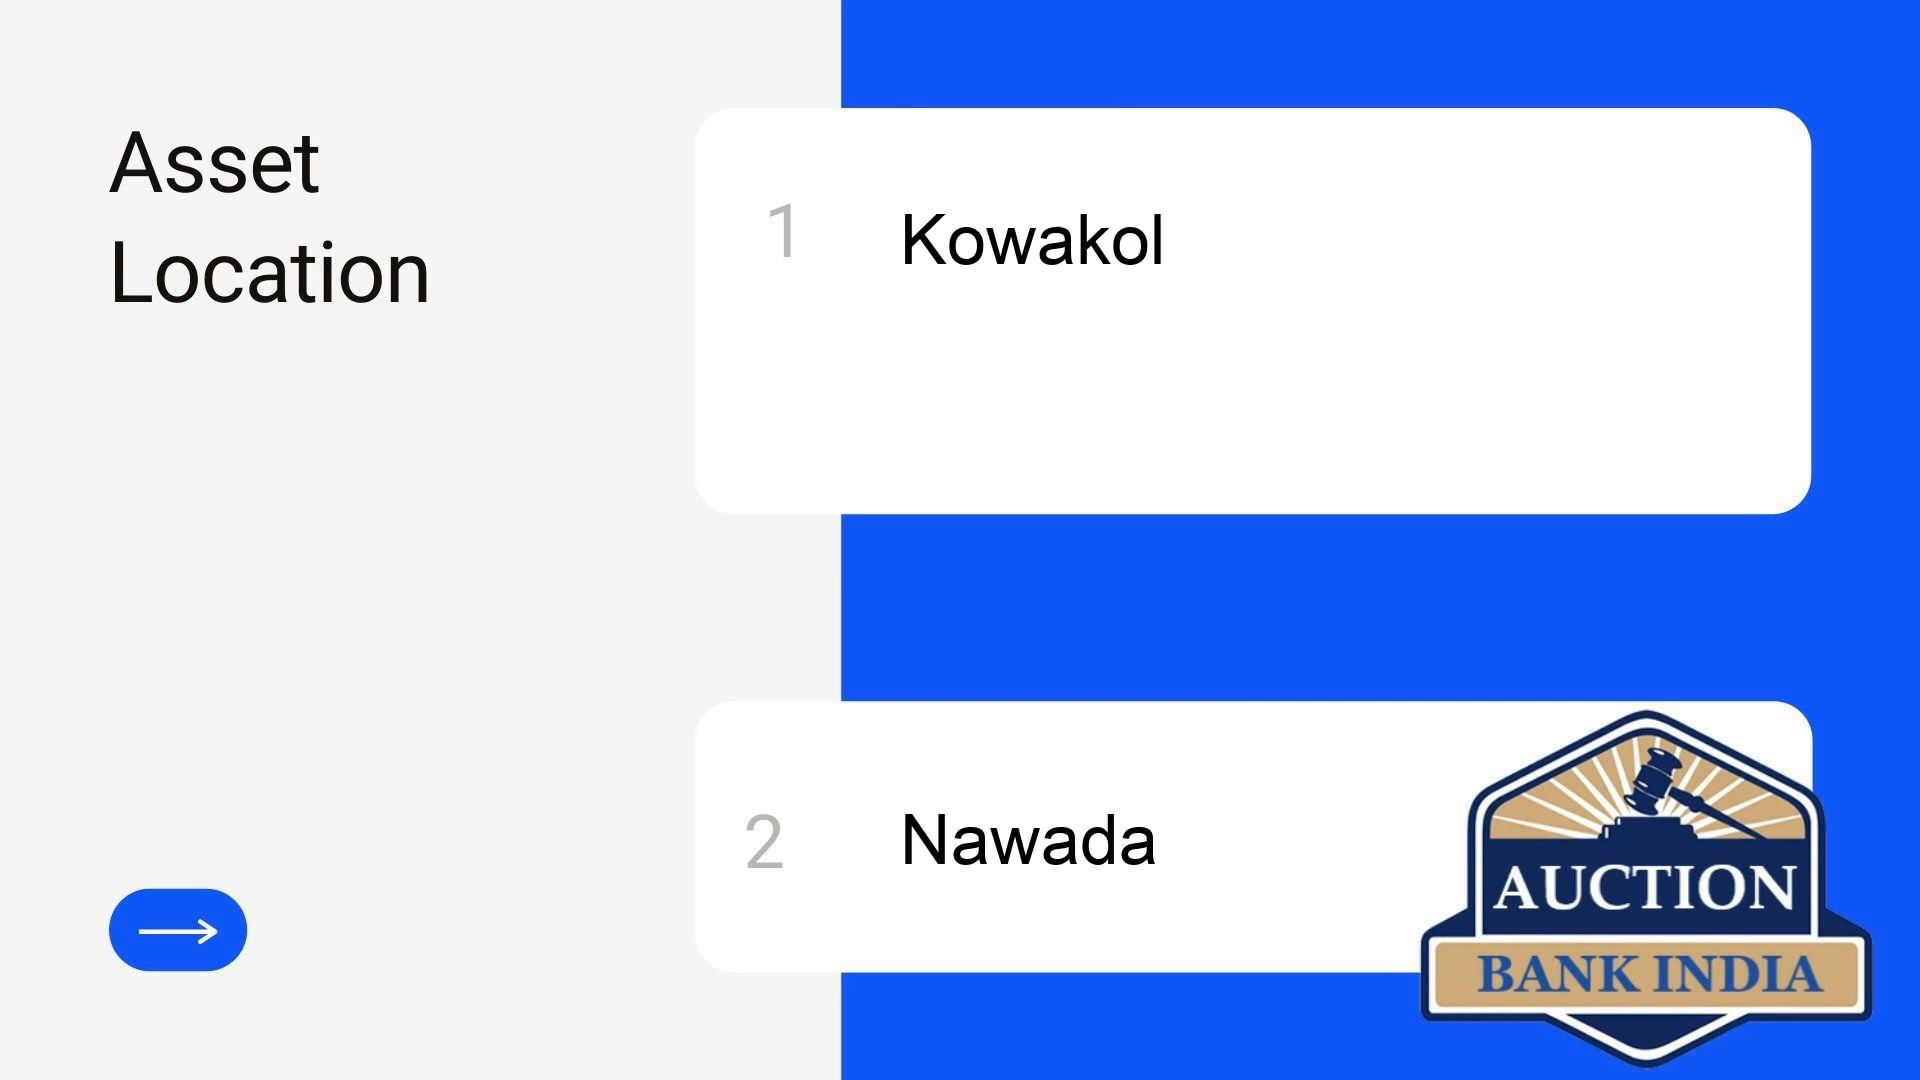 Asset
Location
1
Kowakol
2
Nawada
AUCTION
BANK INDIA